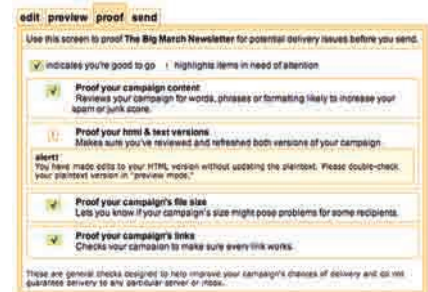 edit preview proof send
Use this screen to proof The Big March Newsletter for potential delivery issues before you send.
indicates you're good to go ! highlights items in need of attention
Proof your campaign content
Reviews your campaign for words, phrases or formatting likely to increase your
spam or junk score.
Proof your html & text versions
Makes sure you've reviewed and refreshed both versions of your campaign
alert!
You have made edits to your HTML version without updating the plaintext. Please double-check
your plaintext version in "preview mode."
Proof your campaign's file size
Lets you know if your campaign's size might pose problems for some recipients.
Proof your campaign's links
Checks your campaign to make sure every link works.
These are general checks designed to help improve your campaign's chances of delivery and do not
guarantee delivery to any particular server or inbox.